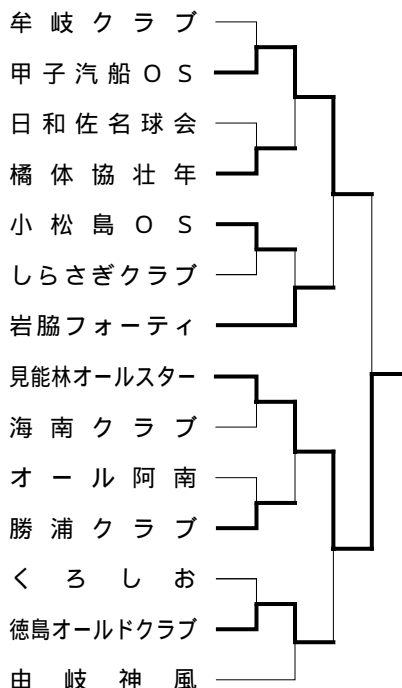 牟岐クラブ
甲子汽船OS
日和佐名球会
橘体協壮年
小松島OS
しらさぎクラブ
岩脇フォーティ
見能林オールスター
海南クラブ
オール阿南
勝浦クラブ
くろしお
徳島オールドクラブ
由岐神風